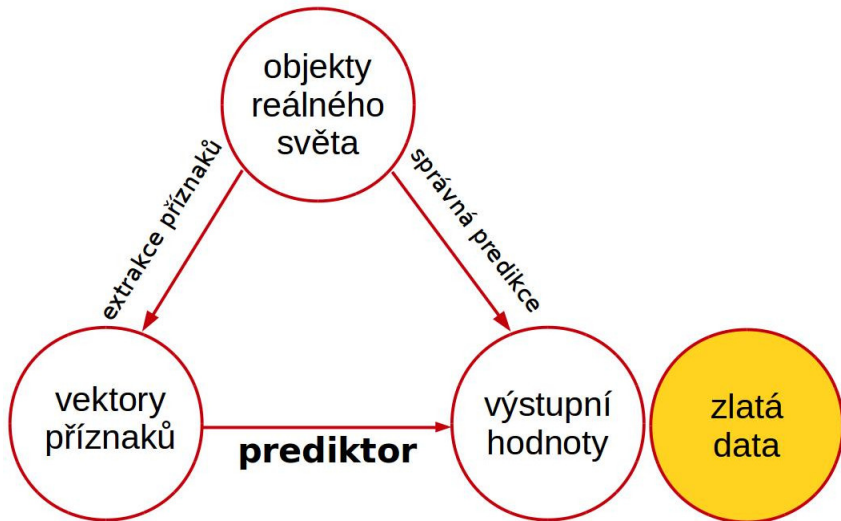 objekty
reálného
světa
extrakce příznaků
správná predikce
vektory
příznaků
prediktor
výstupní
hodnoty
zlatá
data